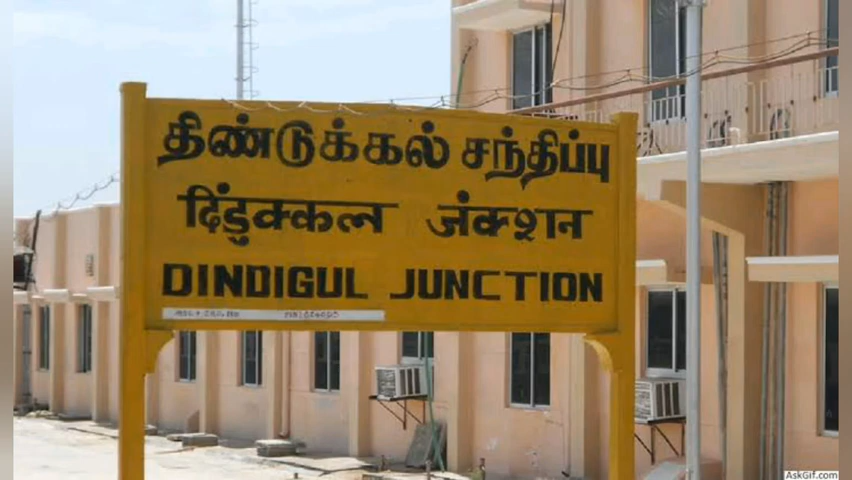 திண்டுக்கல் சந்திப்பு
दिंडुक्कल जंक्शन
DINDIGUL JUNCTION
AskGif.com